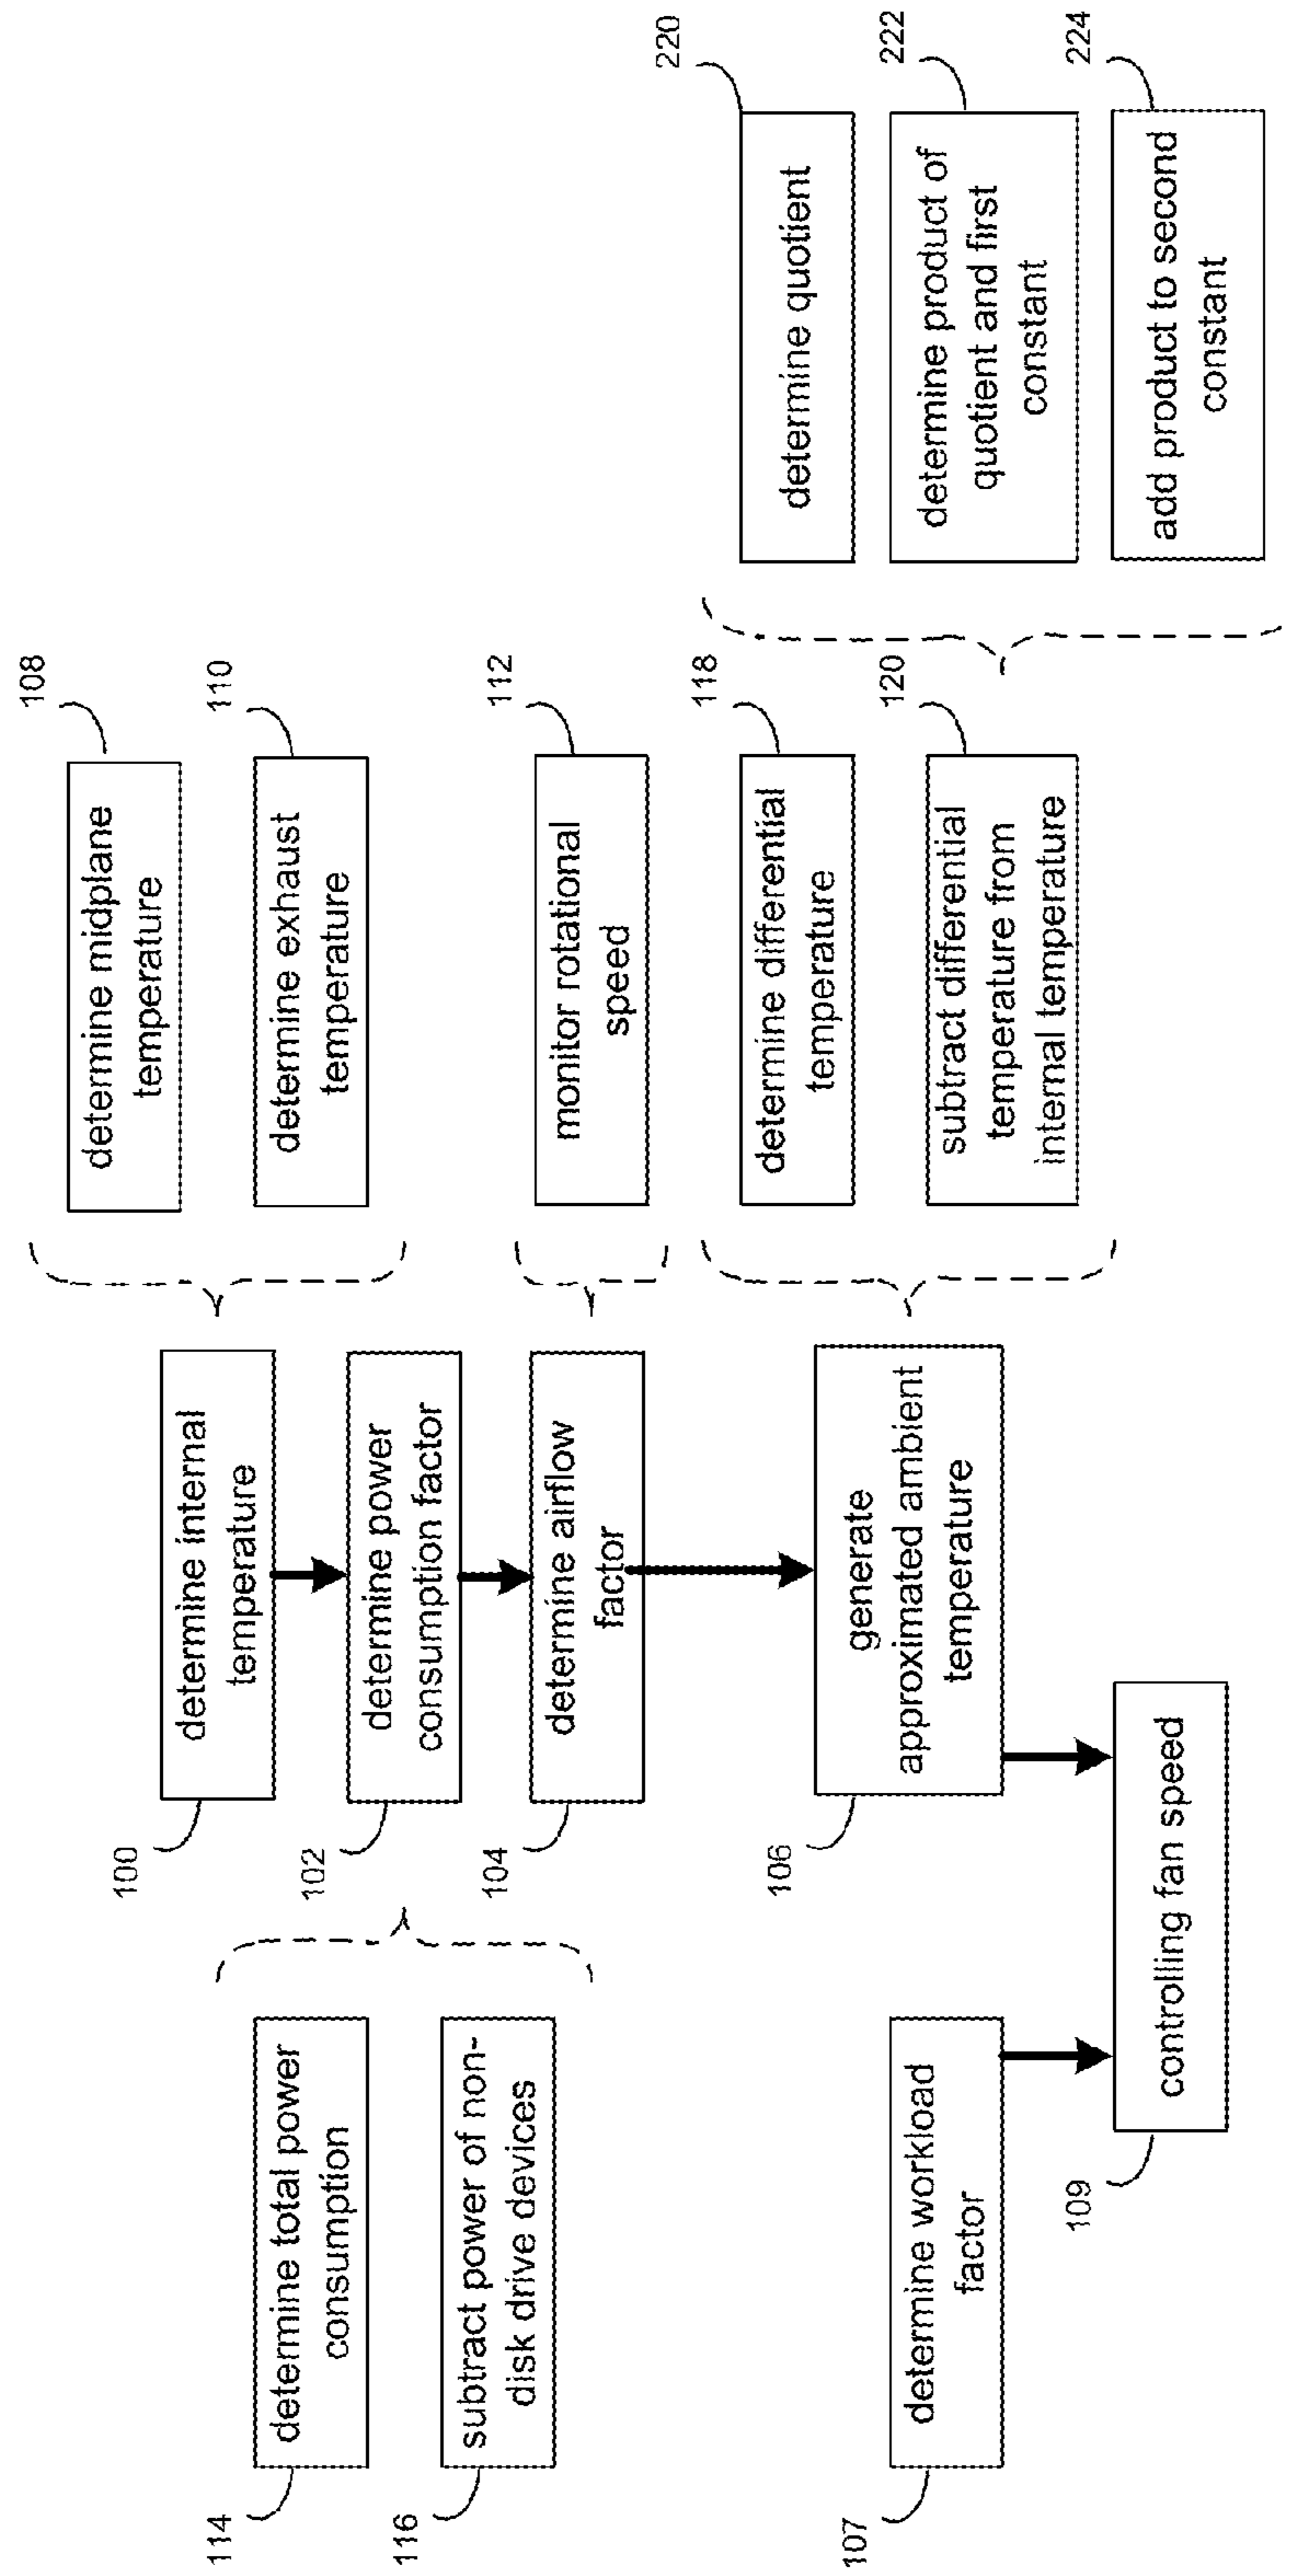 114
determine total power
consumption
116
subtract power of non-
disk drive devices
107
determine workload
factor
100
determine internal
temperature
102
determine power
consumption factor
104
determine airflow
factor
106
generate
approximated ambient
temperature
109
controlling fan speed
108
determine midplane
temperature
110
determine exhaust
temperature
112
monitor rotational
speed
118
determine differential
temperature
120
subtract differential
temperature from
internal temperature
220
determine quotient
222
determine product of
quotient and first
constant
224
add product to second
constant